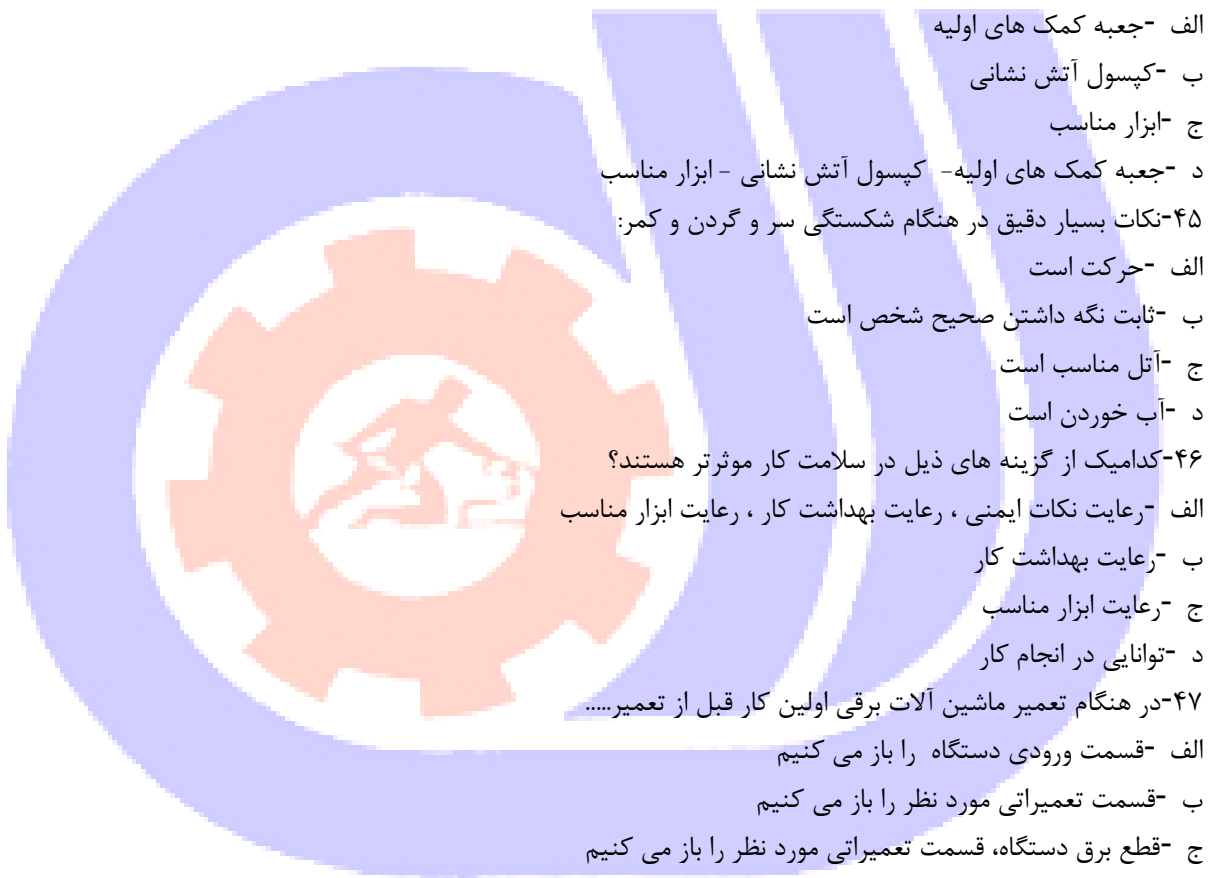 الف -جعبه کمک های اولیه
ب -کپسول آتش نشانی
ج -ابزار مناسب
د -جعبه کمک های اولیه- کپسول آتش نشانی - ابزار مناسب
۴۵-نکات بسیار دقیق در هنگام شکستگی سر و گردن و کمر:
الف -حرکت است
ب -ثابت نگه داشتن صحیح شخص است
ج -آتل مناسب است
د -آب خوردن است
۴۶-کدامیک از گزینه های ذیل در سلامت کار موثرتر هستند؟
الف -رعایت نکات ایمنی ، رعایت بهداشت کار ، رعایت ابزار مناسب
ب -رعایت بهداشت کار
ج -رعایت ابزار مناسب
د -توانایی در انجام کار
۴۷-در هنگام تعمیر ماشین آلات برقی اولین کار قبل از تعمیر.....
الف -قسمت ورودی دستگاه را باز می کنیم
ب -قسمت تعمیراتی مورد نظر را باز می کنیم
ج -قطع برق دستگاه، قسمت تعمیراتی مورد نظر را باز می کنیم